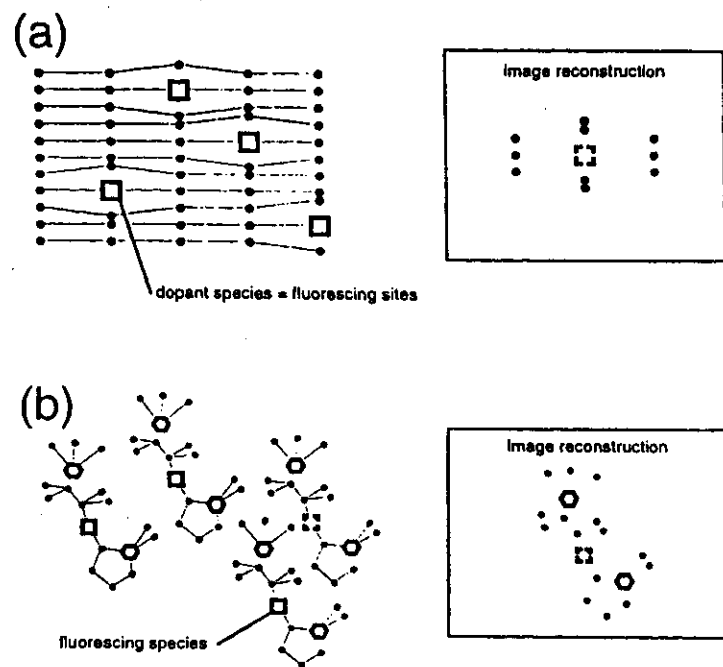 (a)
image reconstruction
dopant species = fluorescing sites
(b)
Image reconstruction
fluorescing species